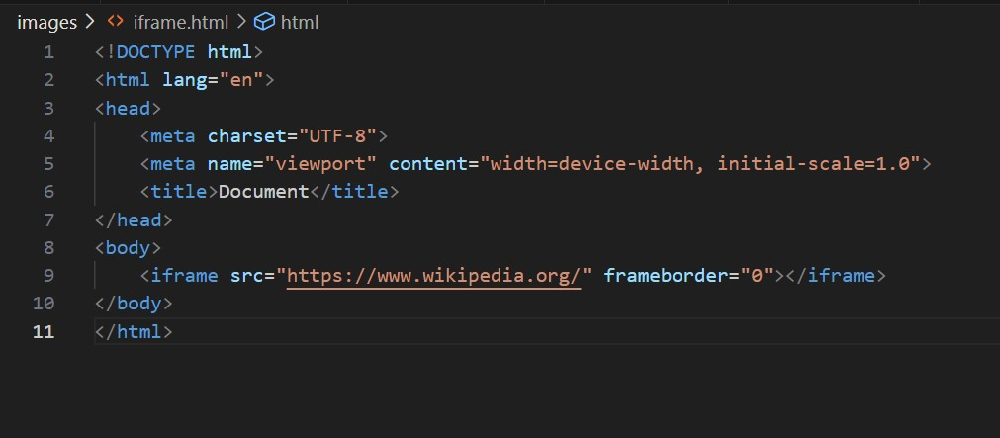 images > iframe.html > html
1 <!DOCTYPE html>
2 <html lang="en">
3 <head>
4     <meta charset="UTF-8">
5     <meta name="viewport" content="width=device-width, initial-scale=1.0">
6     <title>Document</title>
7 </head>
8 <body>
9     <iframe src="https://www.wikipedia.org/" frameborder="0"></iframe>
10 </body>
11 </html>